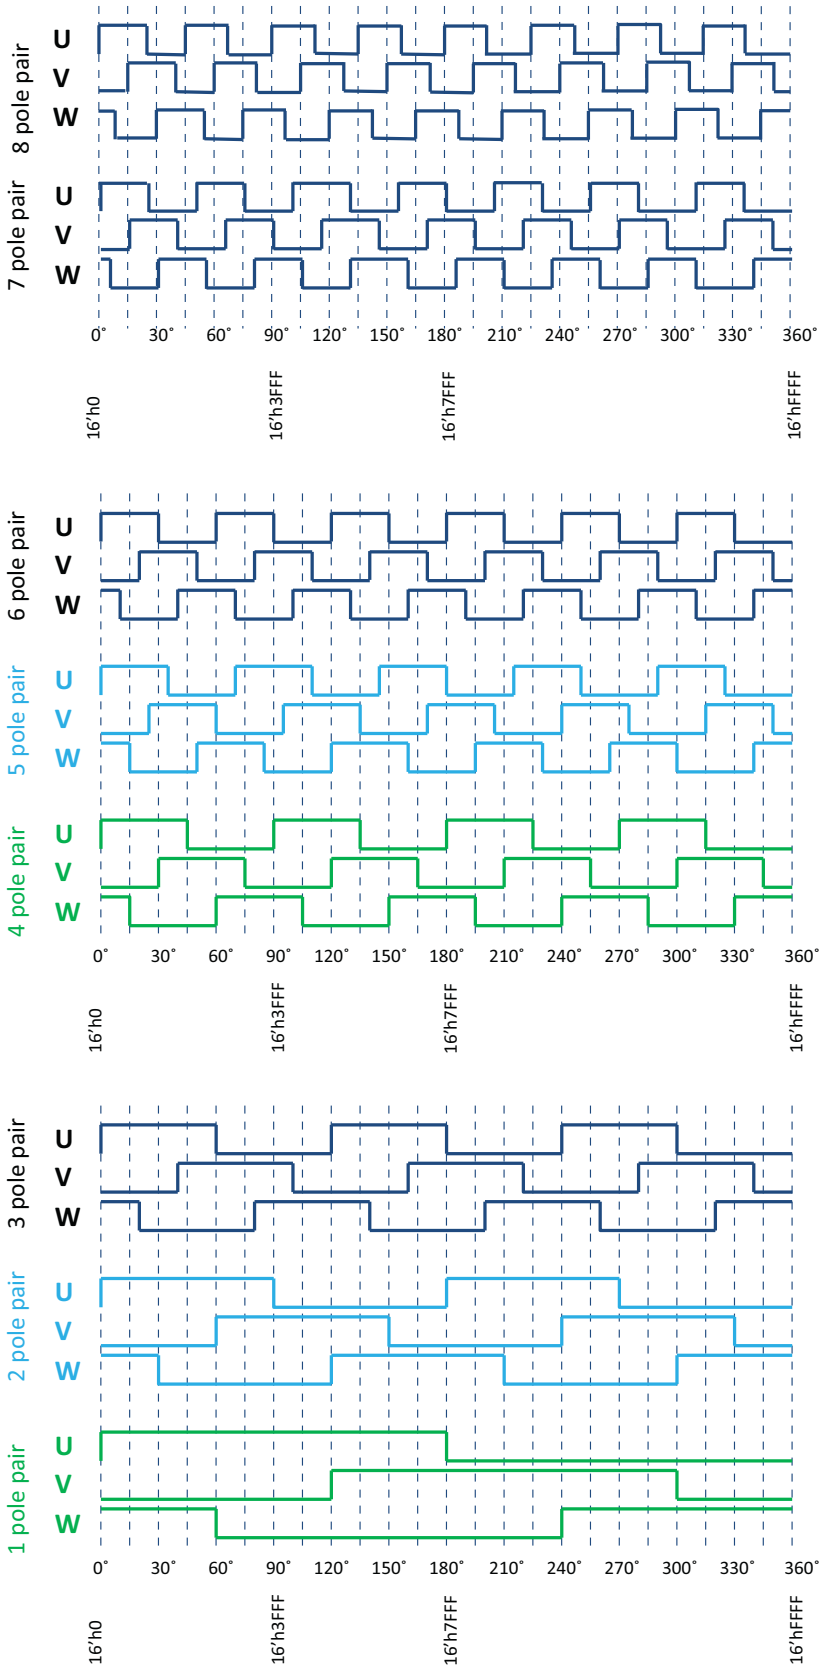 8 pole pair
U
V
W
7 pole pair
U
V
W
0˚ 30˚ 60˚ 90˚ 120˚ 150˚ 180˚ 210˚ 240˚ 270˚ 300˚ 330˚ 360˚
16'h0 16'h3FFF 16'h7FFF 16'hFFFF
6 pole pair
U
V
W
5 pole pair
U
V
W
4 pole pair
U
V
W
0˚ 30˚ 60˚ 90˚ 120˚ 150˚ 180˚ 210˚ 240˚ 270˚ 300˚ 330˚ 360˚
16'h0 16'h3FFF 16'h7FFF 16'hFFFF
3 pole pair
U
V
W
2 pole pair
U
V
W
1 pole pair
U
V
W
0˚ 30˚ 60˚ 90˚ 120˚ 150˚ 180˚ 210˚ 240˚ 270˚ 300˚ 330˚ 360˚
16'h0 16'h3FFF 16'h7FFF 16'hFFFF